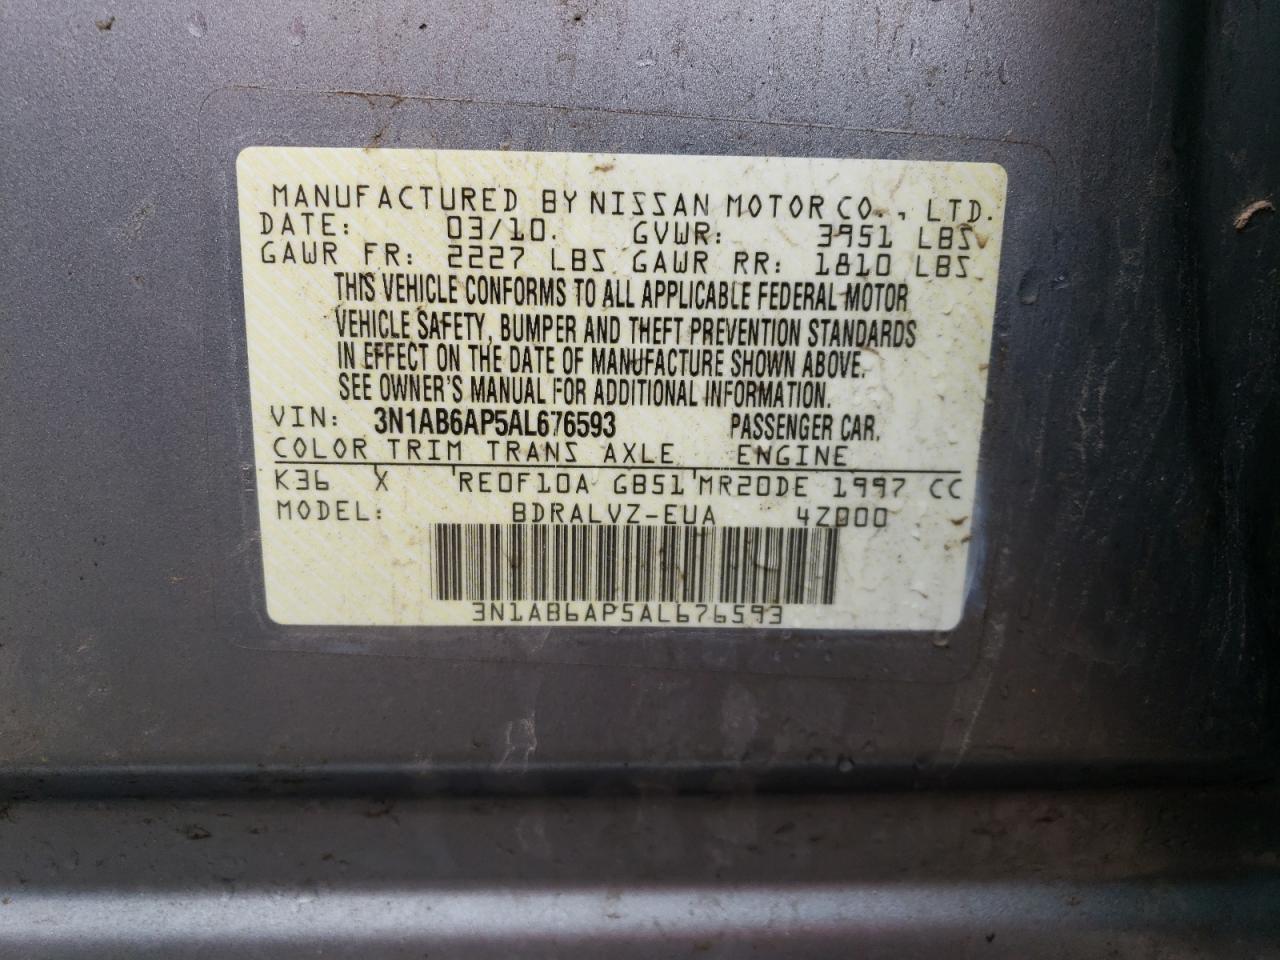 MANUFACTURED BY NISSAN MOTOR CO., LTD.
DATE: 03/10. GVWR: 3951 LBS
GAWR FR: 2227 LBS GAWR RR: 1810 LBS
THIS VEHICLE CONFORMS TO ALL APPLICABLE FEDERAL MOTOR
VEHICLE SAFETY, BUMPER AND THEFT PREVENTION STANDARDS
IN EFFECT ON THE DATE OF MANUFACTURE SHOWN ABOVE.
SEE OWNER'S MANUAL FOR ADDITIONAL INFORMATION.
VIN: 3N1AB6AP5AL676593 PASSENGER CAR.
COLOR TRIM TRANS AXLE ENGINE
K36 X RE0F10A GB51 MR20DE 1997 CC
MODEL: BDRALVZ-EUA 4Z000
3N1AB6AP5AL676593